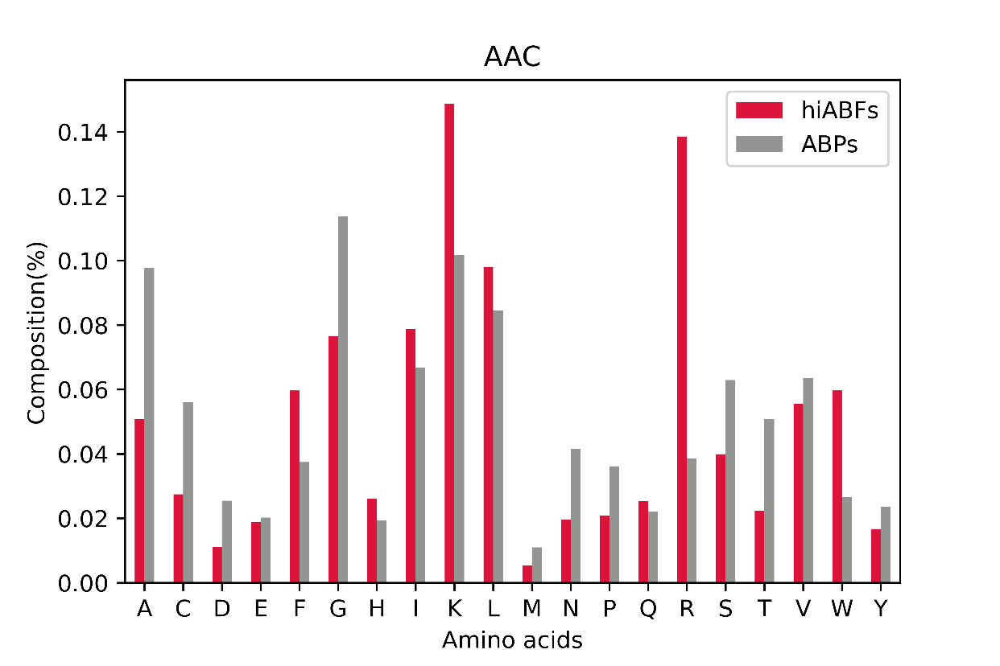 AAC
hiABFs
ABPs
Composition(%)
0.14
0.12
0.10
0.08
0.06
0.04
0.02
0.00
A C D E F G H I K L M N P Q R S T V W Y
Amino acids